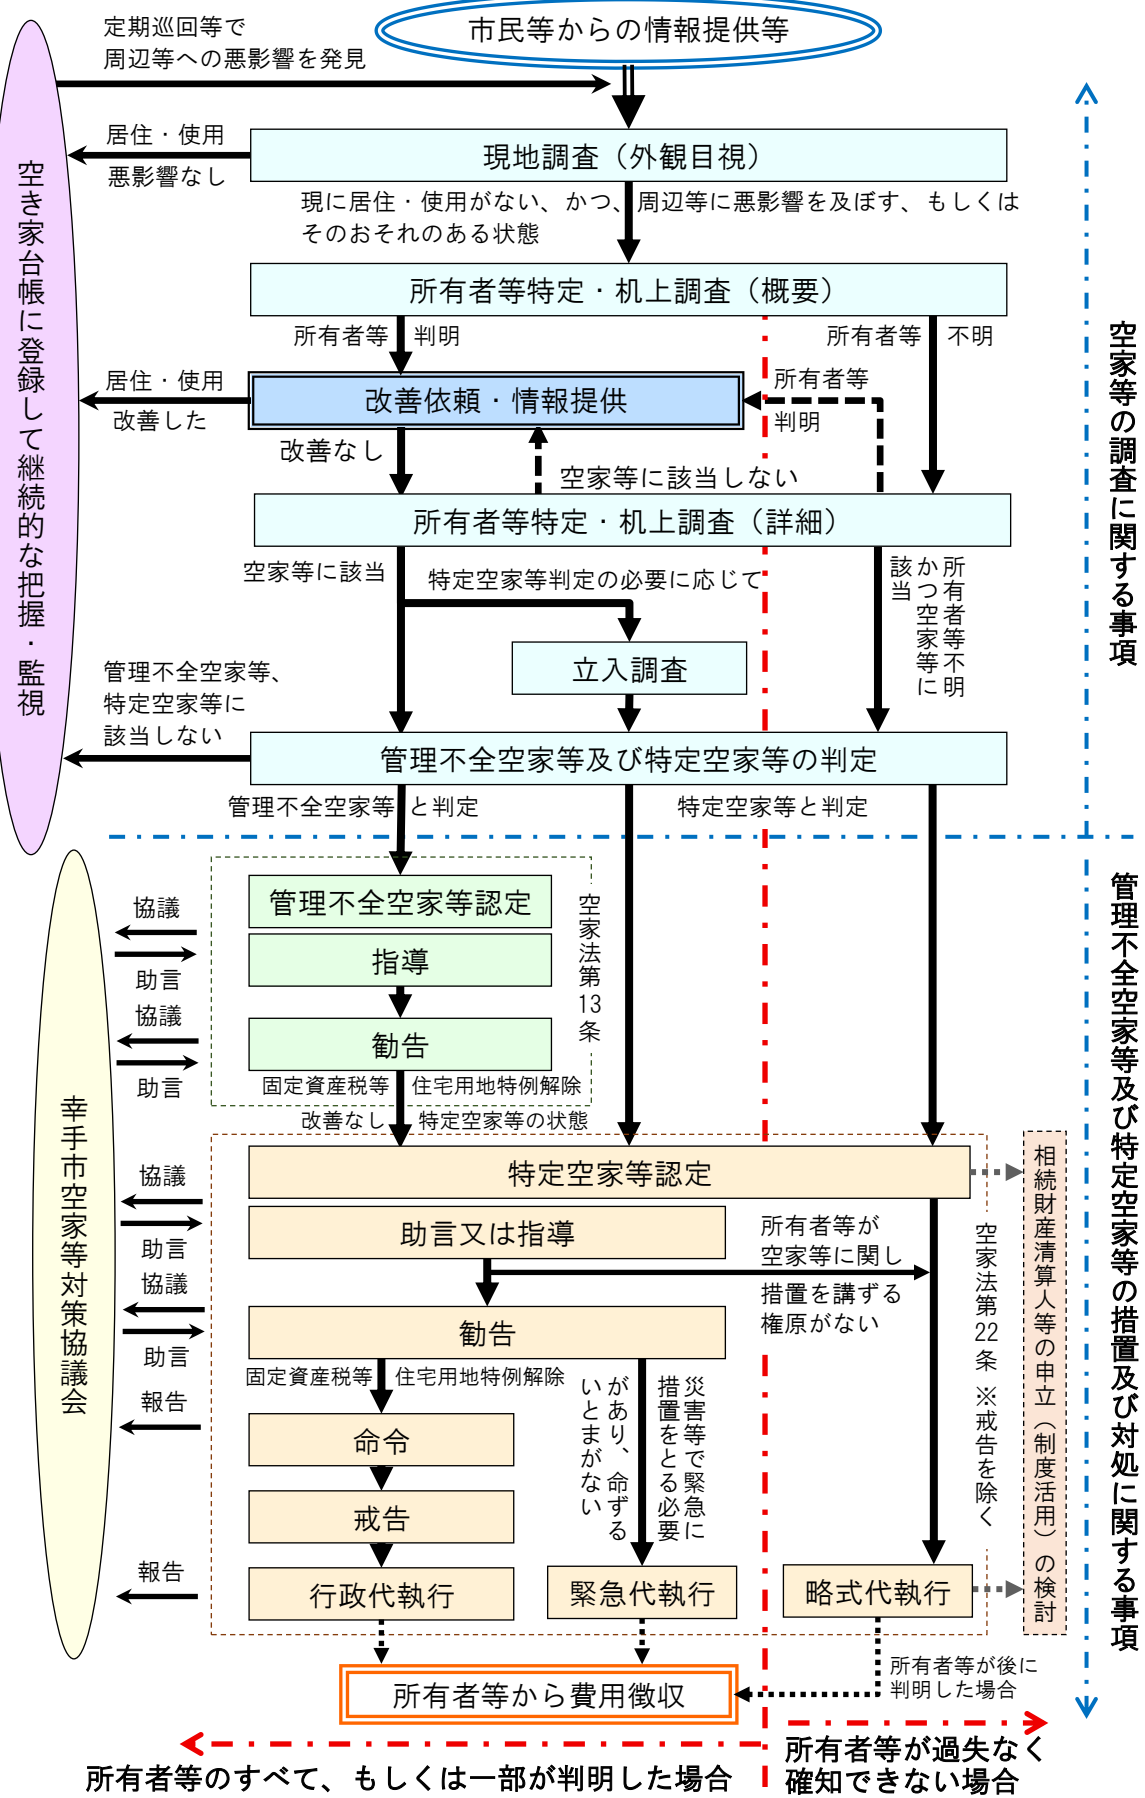 市民等からの情報提供等
定期巡回等で
周辺等への悪影響を発見
居住・使用
悪影響なし
現地調査（外観目視）
現に居住・使用がない、かつ、周辺等に悪影響を及ぼす、もしくは
そのおそれのある状態
所有者等特定・机上調査（概要）
所有者等 判明
所有者等 不明
居住・使用
改善した
改善依頼・情報提供
所有者等
判明
改善なし
空家等に該当しない
所有者等特定・机上調査（詳細）
空家等に該当
特定空家等判定の必要に応じて
所有者等不明
かつ空家等に
該当
立入調査
管理不全空家等、
特定空家等に
該当しない
管理不全空家等及び特定空家等の判定
管理不全空家等 と判定
特定空家等と判定
空き家台帳に登録して継続的な把握・監視
空家等の調査に関する事項
管理不全空家等認定
指導
勧告
空家法第13条
固定資産税等 住宅用地特例解除
改善なし 特定空家等の状態
協議
助言
協議
助言
幸手市空家等対策協議会
特定空家等認定
助言又は指導
所有者等が
空家等に関し
措置を講ずる
権原がない
勧告
固定資産税等 住宅用地特例解除
災害等で緊急に
措置をとる必要
があり、命ずる
いとまがない
命令
戒告
行政代執行
緊急代執行
略式代執行
空家法第22条 ※戒告を除く
相続財産清算人等の申立（制度活用）の検討
協議
助言
協議
助言
報告
報告
所有者等から費用徴収
所有者等が後に
判明した場合
管理不全空家等及び特定空家等の措置及び対処に関する事項
所有者等のすべて、もしくは一部が判明した場合
所有者等が過失なく
確知できない場合